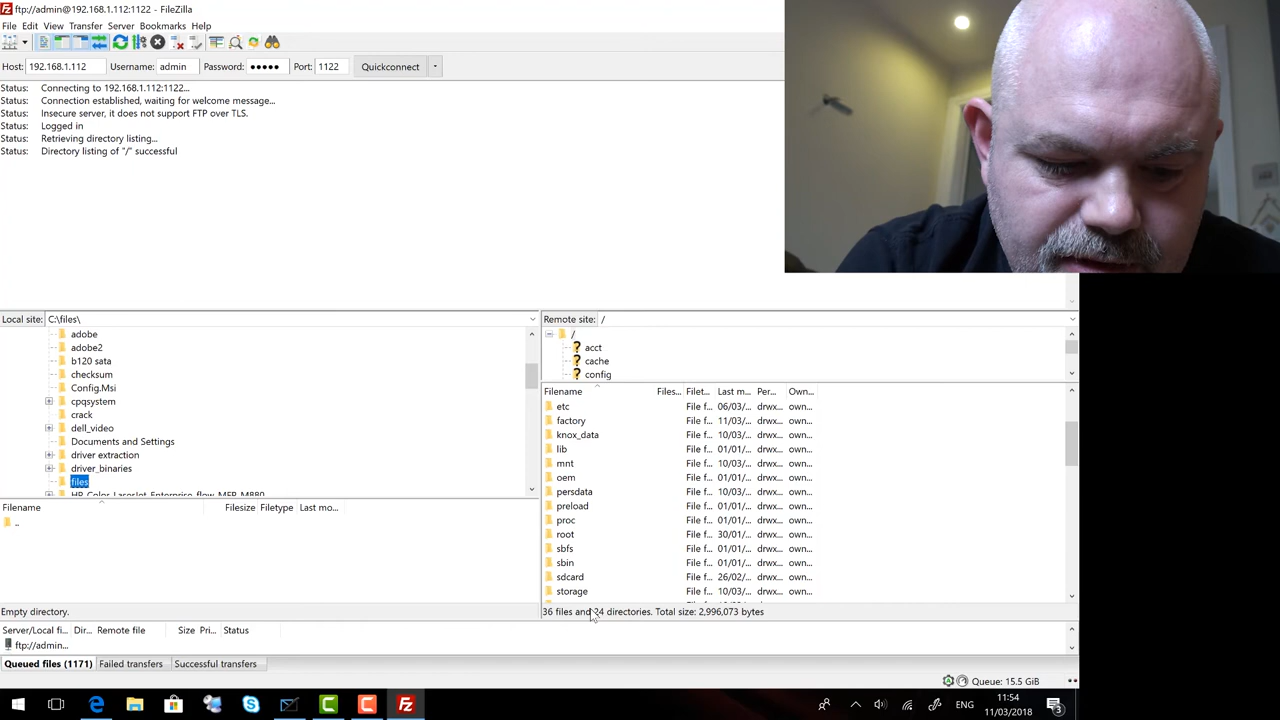 ftp://admin@192.168.1.112:1122 - FileZilla
File Edit View Transfer Server Bookmarks Help
Host: 192.168.1.112 Username: admin Password: ●●●●● Port: 1122 Quickconnect
Status: Connecting to 192.168.1.112:1122...
Status: Connection established, waiting for welcome message...
Status: Insecure server, it does not support FTP over TLS.
Status: Logged in
Status: Retrieving directory listing...
Status: Directory listing of "/" successful
Local site: C:\files\
adobe
adobe2
b120 sata
checksum
Config.Msi
cpqsystem
crack
dell_video
Documents and Settings
driver extraction
driver_binaries
files
HP_Color_LaserJet_Enterprise_flow_MFP_M880
Filename Filesize Filetype Last mo...
..
Empty directory.
Remote site: /
/
? acct
? cache
? config
Filename Files... Filet... Last m... Per... Own...
etc File f... 06/03/... drwx... own...
factory File f... 11/03/... drwx... own...
knox_data File f... 10/03/... drwx... own...
lib File f... 01/01/... drwx... own...
mnt File f... 10/03/... drwx... own...
oem File f... 01/01/... drwx... own...
persdata File f... 10/03/... drwx... own...
preload File f... 01/01/... drwx... own...
proc File f... 01/01/... drwx... own...
root File f... 30/01/... drwx... own...
sbfs File f... 01/01/... drwx... own...
sbin File f... 01/01/... drwx... own...
sdcard File f... 26/02/... drwx... own...
storage File f... 10/03/... drwx... own...
36 files and 24 directories. Total size: 2,996,073 bytes
Server/Local fi... Dir... Remote file Size Pri... Status
ftp://admin...
Queued files (1171) Failed transfers Successful transfers
Queue: 15.5 GiB
ENG
11:54
11/03/2018
3